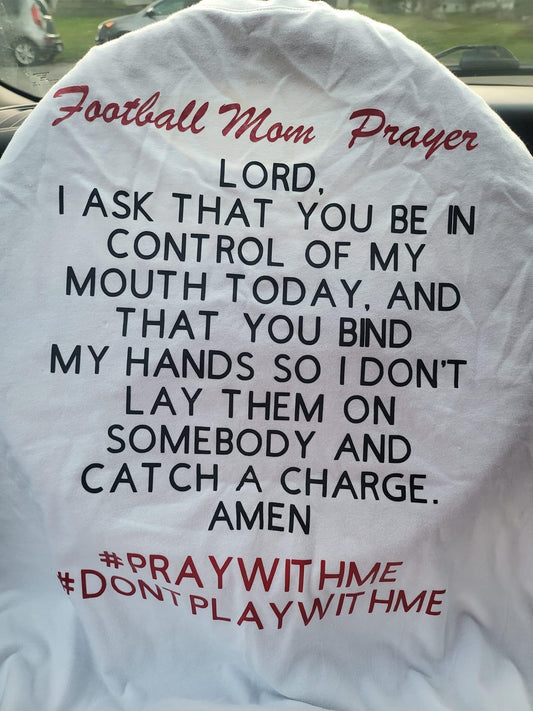 Football Mom Prayer
LORD,
I ASK THAT YOU BE IN
CONTROL OF MY
MOUTH TODAY, AND
THAT YOU BIND
MY HANDS SO I DON'T
LAY THEM ON
SOMEBODY AND
CATCH A CHARGE.
AMEN
#PRAYWITHME
#DONTPLAYWITHME